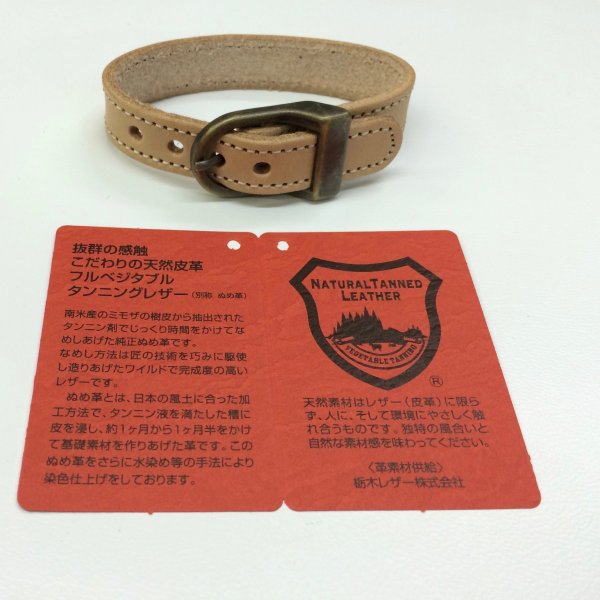 抜群の感触
こだわりの天然皮革
フルベジタブル
タンニングレザー（別称 ぬめ革）
南米産のミモザの樹皮から抽出された
タンニン剤でじっくり時間をかけてな
めしあげた純正ぬめ革です。
なめし方法は匠の技術を巧みに駆使
し造りあげたワイルドで完成度の高い
レザーです。
ぬめ革とは、日本の風土に合った加
工方法で、タンニン液を満たした槽に
皮を浸し、約1ヶ月から1ヶ月半をかけ
て基礎素材を作りあげた革です。この
ぬめ革をさらに水染め等の手法により
染色仕上げをしております。
NATURAL TANNED
LEATHER
VEGETABLE TANNING
®
天然素材はレザー（皮革）に限ら
ず、人に、そして環境にやさしく触
れ合うものです。独特の風合いと
自然な素材感を味わってください。
〈革素材供給〉
栃木レザー株式会社